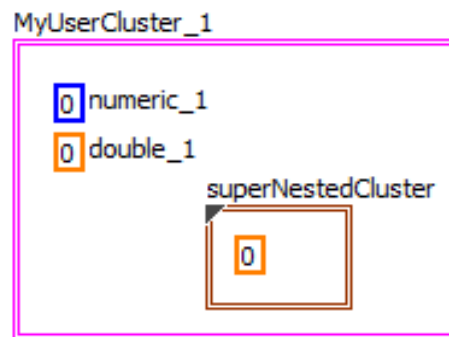 MyUserCluster_1
0 numeric_1
0 double_1
superNestedCluster
0